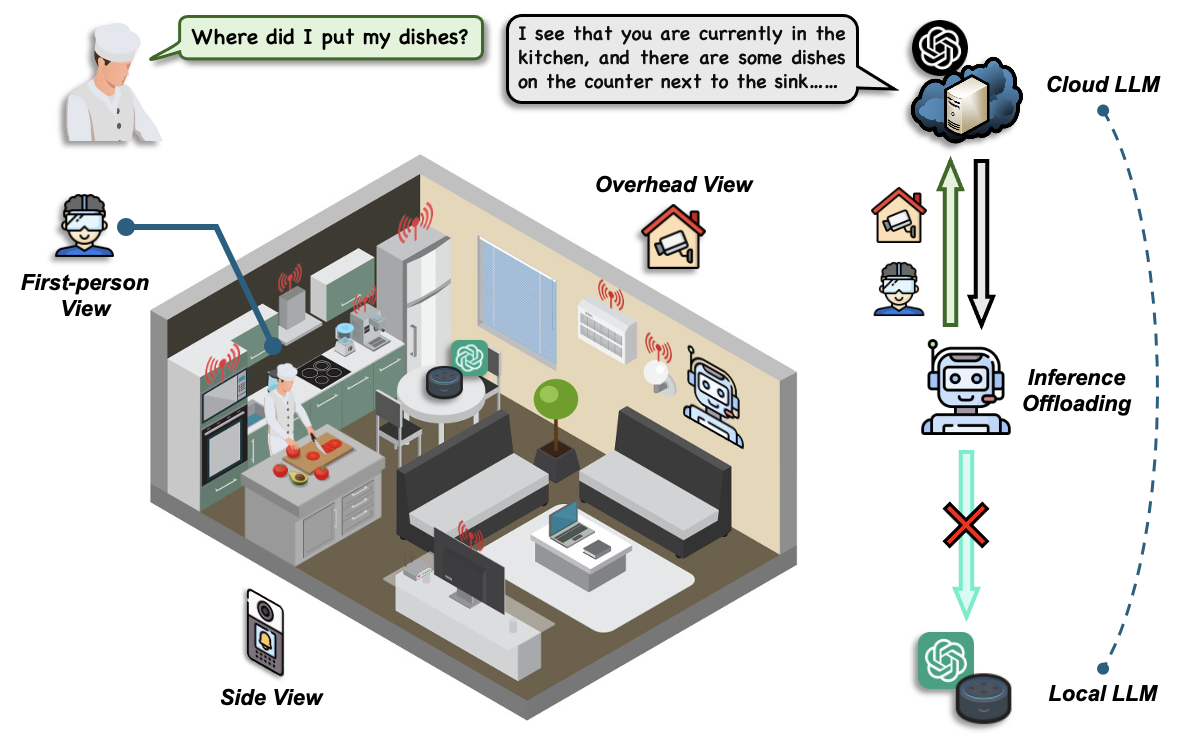 Where did I put my dishes?
I see that you are currently in the
kitchen, and there are some dishes
on the counter next to the sink......
Cloud LLM
Overhead View
First-person
View
Inference
Offloading
Side View
Local LLM